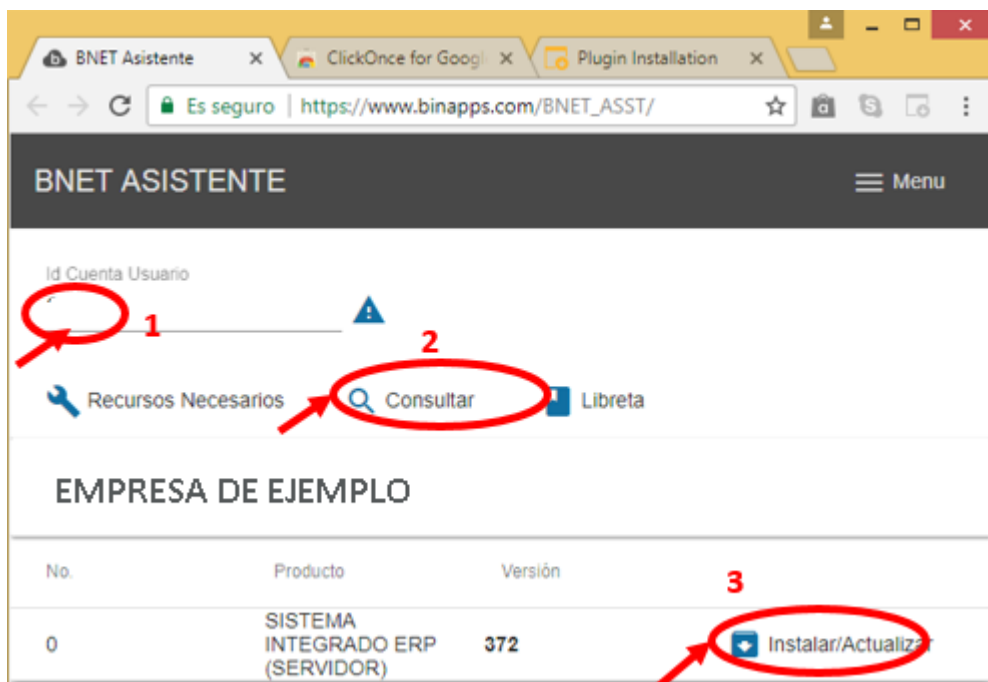 BNET Asistente
ClickOnce for Googl
Plugin Installation
Es seguro | https://www.binapps.com/BNET_ASST/
BNET ASISTENTE
Menu
Id Cuenta Usuario
1
2
Recursos Necesarios
Consultar
Libreta
EMPRESA DE EJEMPLO
No.
Producto
Versión
3
0
SISTEMA
INTEGRADO ERP
(SERVIDOR)
372
Instalar/Actualizar